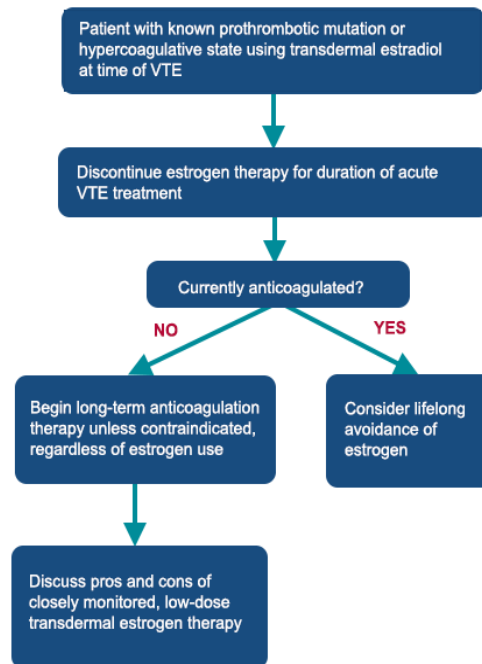 Patient with known prothrombotic mutation or
hypercoagulative state using transdermal estradiol
at time of VTE
Discontinue estrogen therapy for duration of acute
VTE treatment
Currently anticoagulated?
NO
YES
Begin long-term anticoagulation
therapy unless contraindicated,
regardless of estrogen use
Consider lifelong
avoidance of
estrogen
Discuss pros and cons of
closely monitored, low-dose
transdermal estrogen therapy